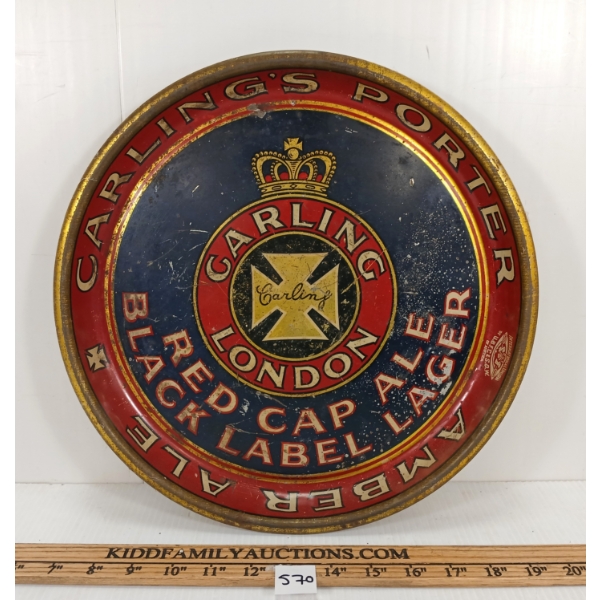 CARLING'S PORTER
CARLING
Carling
LONDON
RED CAP ALE
BLACK LABEL LAGER
AMBER ALE
KIDDFAMILYAUCTIONS.COM
7" 8" 9" 10" 11" 12" 14" 15" 16" 17" 18" 19" 20"
570